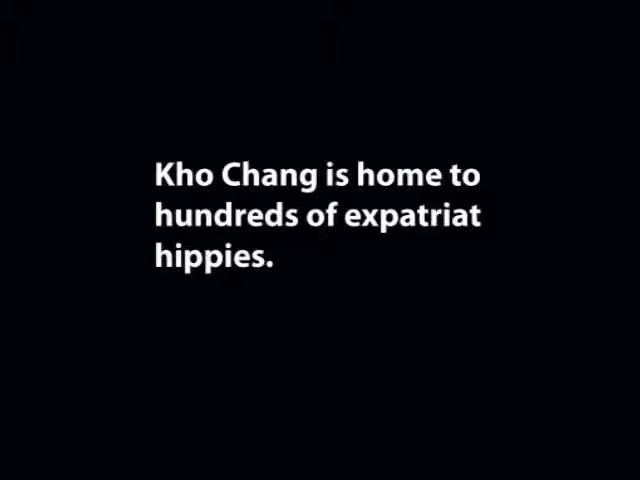 Kho Chang is home to
hundreds of expatriat
hippies.